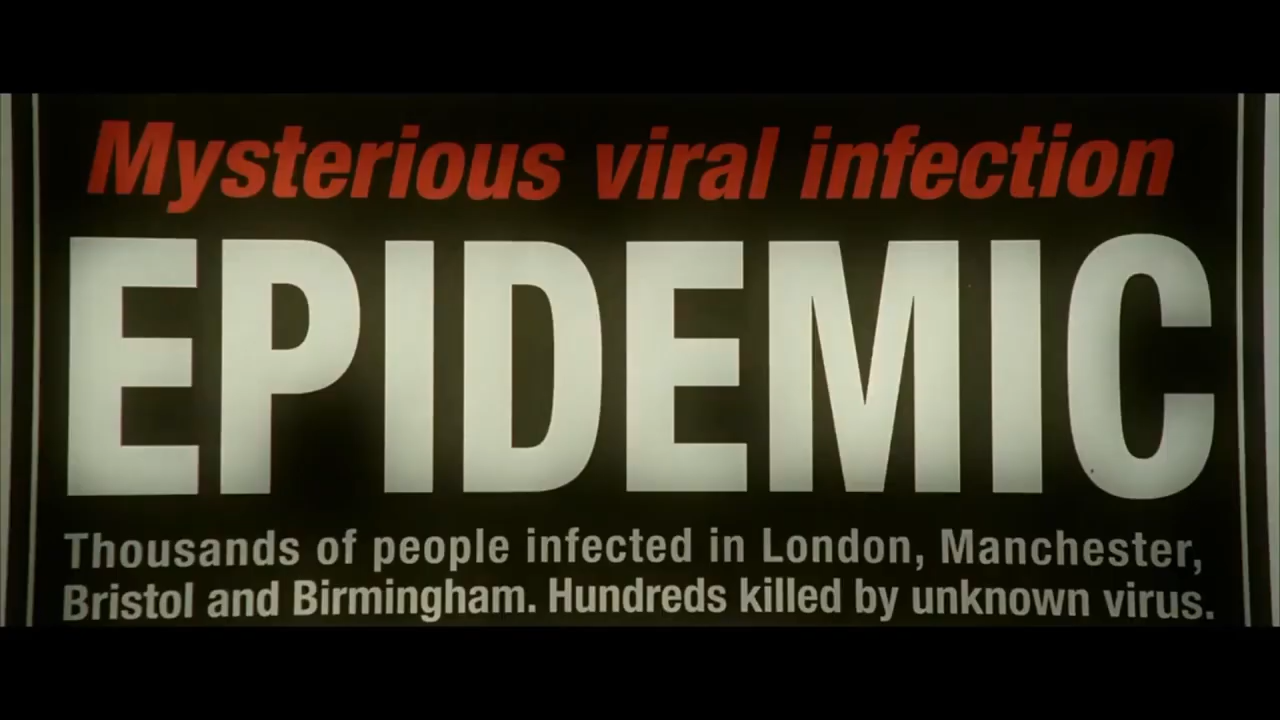 Mysterious viral infection
EPIDEMIC
Thousands of people infected in London, Manchester,
Bristol and Birmingham. Hundreds killed by unknown virus.